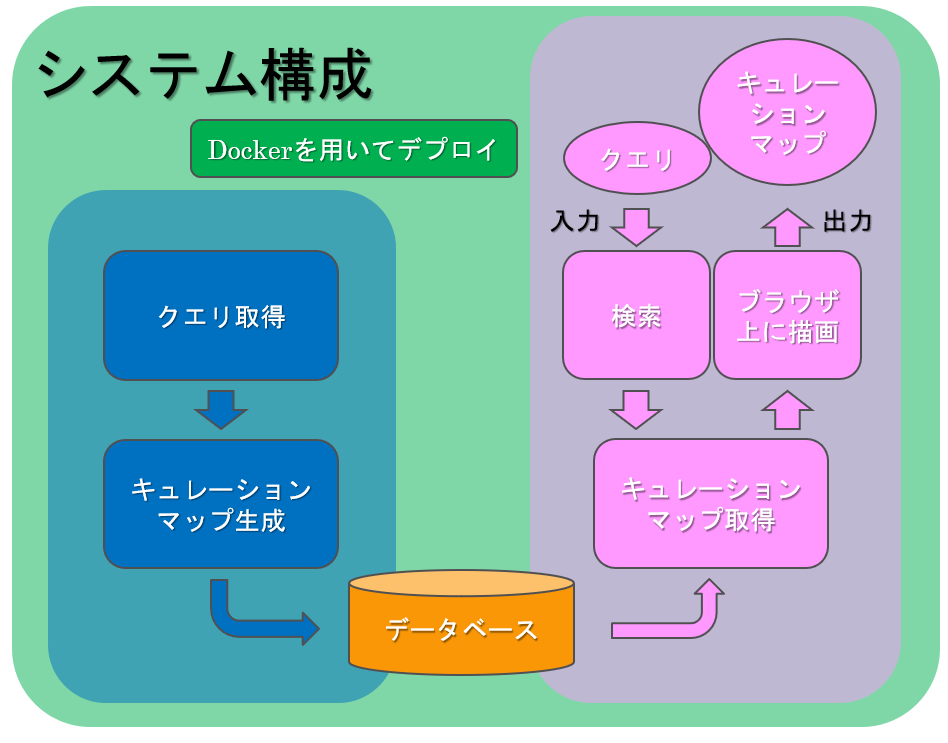 システム構成
Dockerを用いてデプロイ
クエリ取得
キュレーション
マップ生成
データベース
クエリ
キュレー
ション
マップ
入力
出力
検索
ブラウザ
上に描画
キュレーション
マップ取得